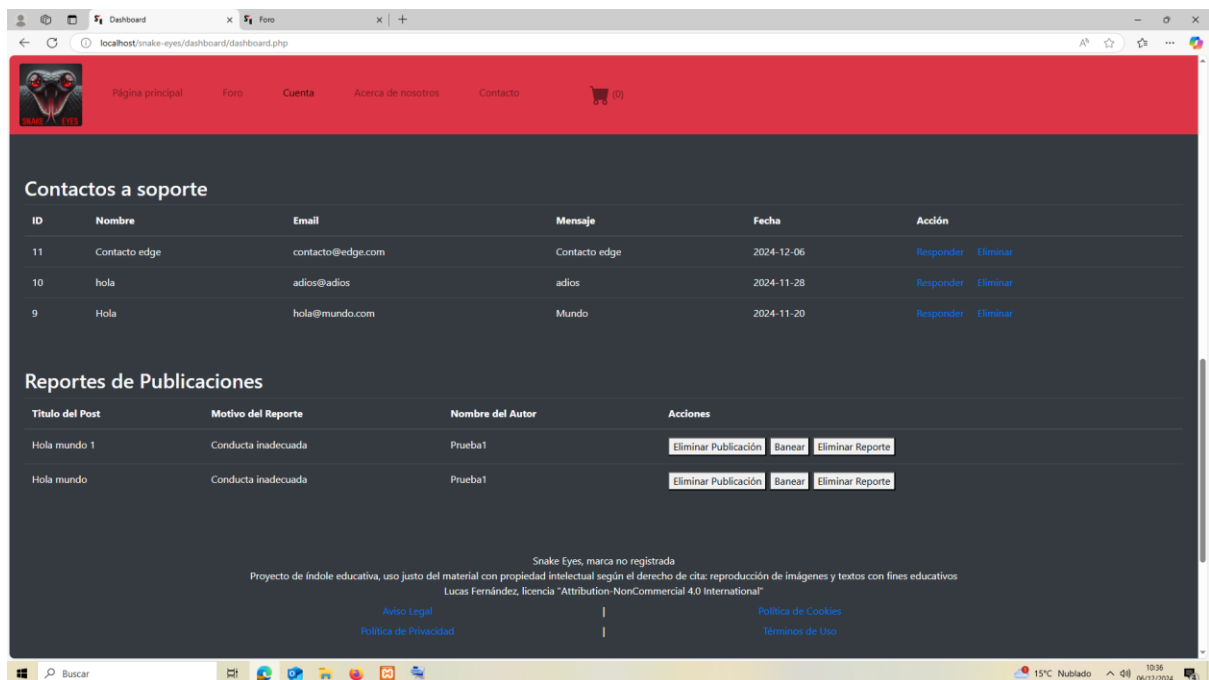 Dashboard Foro
localhost/snake-eyes/dashboard/dashboard.php
SNAKE EYES
Página principal Foro Cuenta Acerca de nosotros Contacto (0)
Contactos a soporte
ID Nombre Email Mensaje Fecha Acción
11 Contacto edge contacto@edge.com Contacto edge 2024-12-06 Responder Eliminar
10 hola adios@adios adios 2024-11-28 Responder Eliminar
9 Hola hola@mundo.com Mundo 2024-11-20 Responder Eliminar
Reportes de Publicaciones
Titulo del Post Motivo del Reporte Nombre del Autor Acciones
Hola mundo 1 Conducta inadecuada Prueba1 Eliminar Publicación Banear Eliminar Reporte
Hola mundo Conducta inadecuada Prueba1 Eliminar Publicación Banear Eliminar Reporte
Snake Eyes, marca no registrada
Proyecto de índole educativa, uso justo del material con propiedad intelectual según el derecho de cita: reproducción de imágenes y textos con fines educativos
Lucas Fernández, licencia "Attribution-NonCommercial 4.0 International"
Aviso Legal | Política de Cookies
Política de Privacidad | Términos de Uso
Buscar 15°C Nublado 10:36
06/12/2024